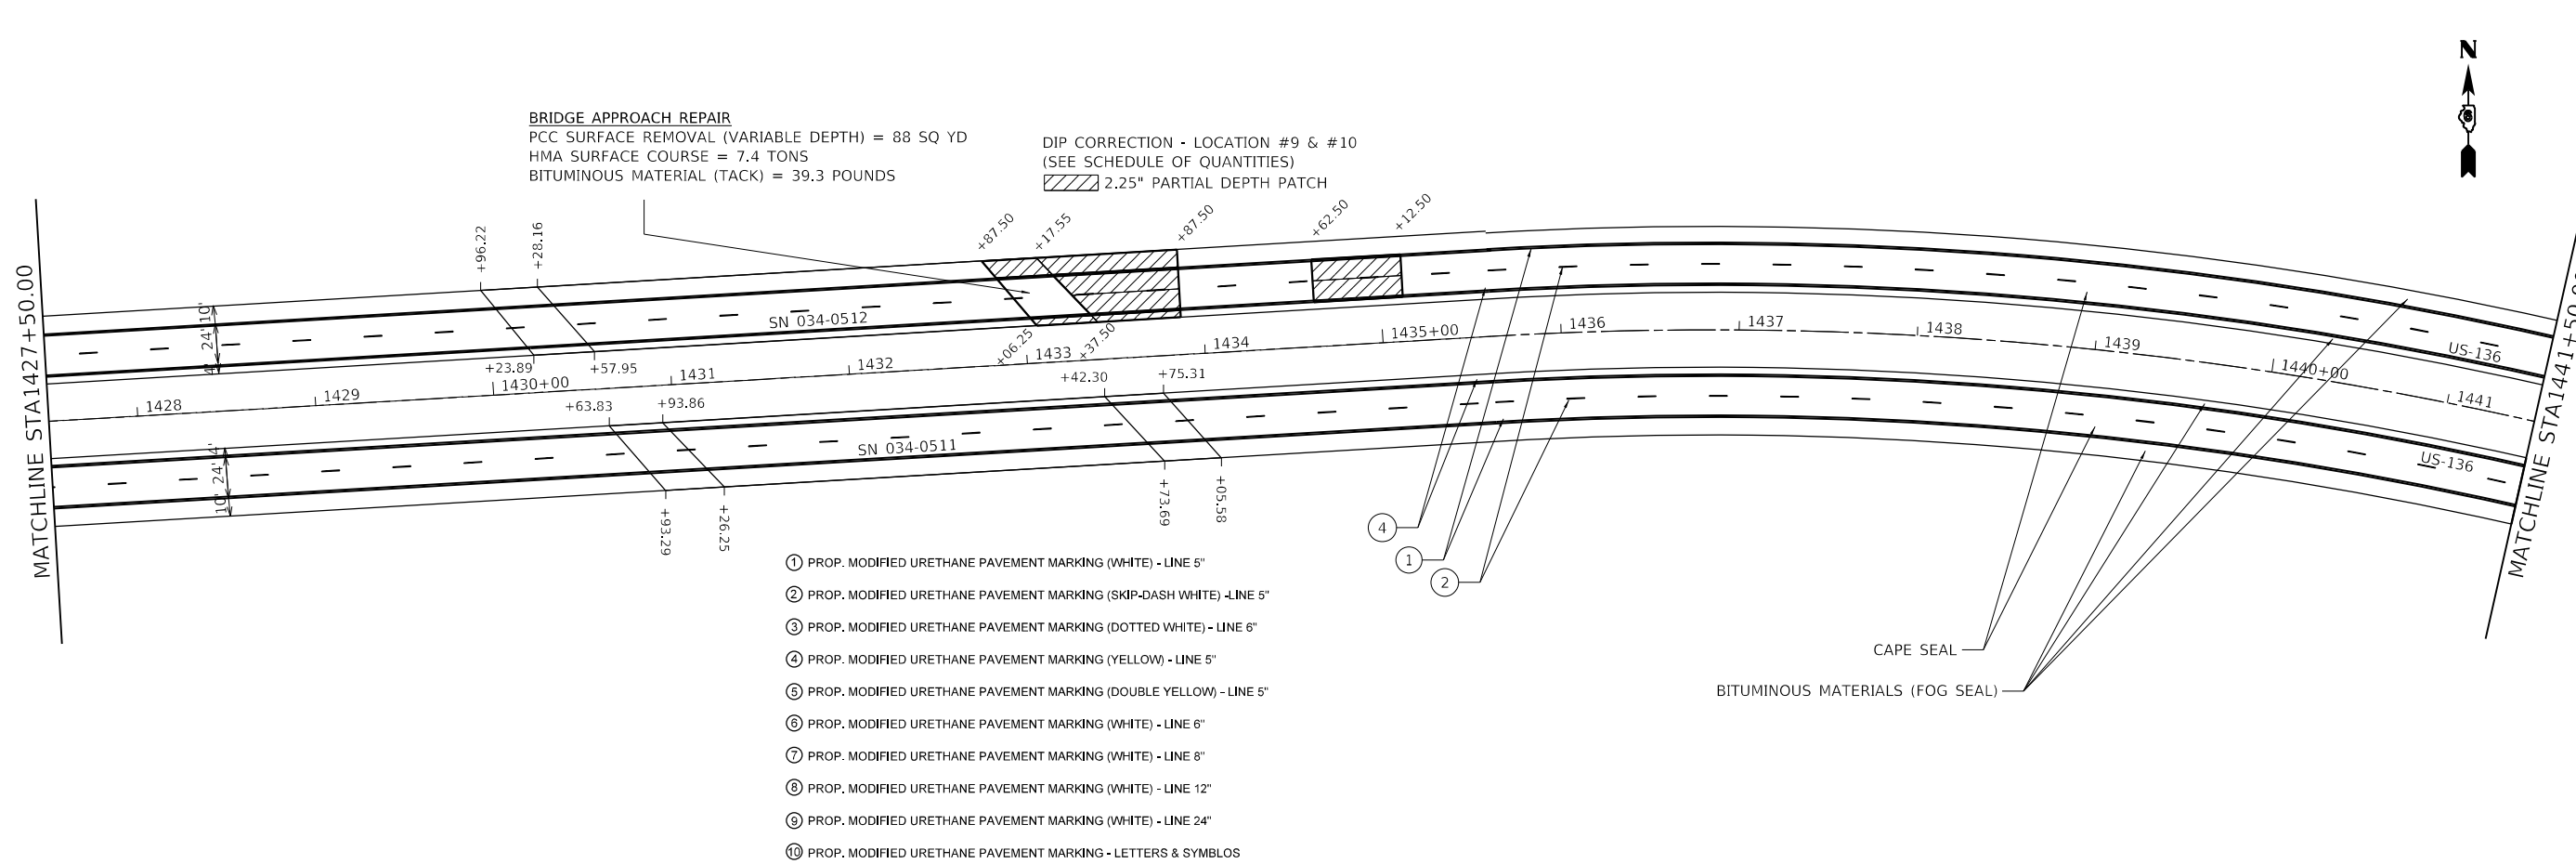 N
6
BRIDGE APPROACH REPAIR
PCC SURFACE REMOVAL (VARIABLE DEPTH) = 88 SQ YD
HMA SURFACE COURSE = 7.4 TONS
BITUMINOUS MATERIAL (TACK) = 39.3 POUNDS
DIP CORRECTION - LOCATION #9 & #10
(SEE SCHEDULE OF QUANTITIES)
2.25" PARTIAL DEPTH PATCH
MATCHLINE STA1427+50.00
+96.22
+28.16
+87.50
+17.55
+87.50
+62.50
+12.50
10'
24'
4'
SN 034-0512
+23.89
+57.95
+06.25
+37.50
1428
1429
1430+00
1431
1432
1433
1434
1435+00
1436
1437
1438
1439
1440+00
1441
US-136
MATCHLINE STA1441+50.00
+63.83
+93.86
+42.30
+75.31
4'
24'
10'
SN 034-0511
US-136
+93.29
+26.25
+73.69
+05.58
4
1
2
CAPE SEAL
BITUMINOUS MATERIALS (FOG SEAL)
1 PROP. MODIFIED URETHANE PAVEMENT MARKING (WHITE) - LINE 5"
2 PROP. MODIFIED URETHANE PAVEMENT MARKING (SKIP-DASH WHITE) -LINE 5"
3 PROP. MODIFIED URETHANE PAVEMENT MARKING (DOTTED WHITE) - LINE 6"
4 PROP. MODIFIED URETHANE PAVEMENT MARKING (YELLOW) - LINE 5"
5 PROP. MODIFIED URETHANE PAVEMENT MARKING (DOUBLE YELLOW) - LINE 5"
6 PROP. MODIFIED URETHANE PAVEMENT MARKING (WHITE) - LINE 6"
7 PROP. MODIFIED URETHANE PAVEMENT MARKING (WHITE) - LINE 8"
8 PROP. MODIFIED URETHANE PAVEMENT MARKING (WHITE) - LINE 12"
9 PROP. MODIFIED URETHANE PAVEMENT MARKING (WHITE) - LINE 24"
10 PROP. MODIFIED URETHANE PAVEMENT MARKING - LETTERS & SYMBLOS